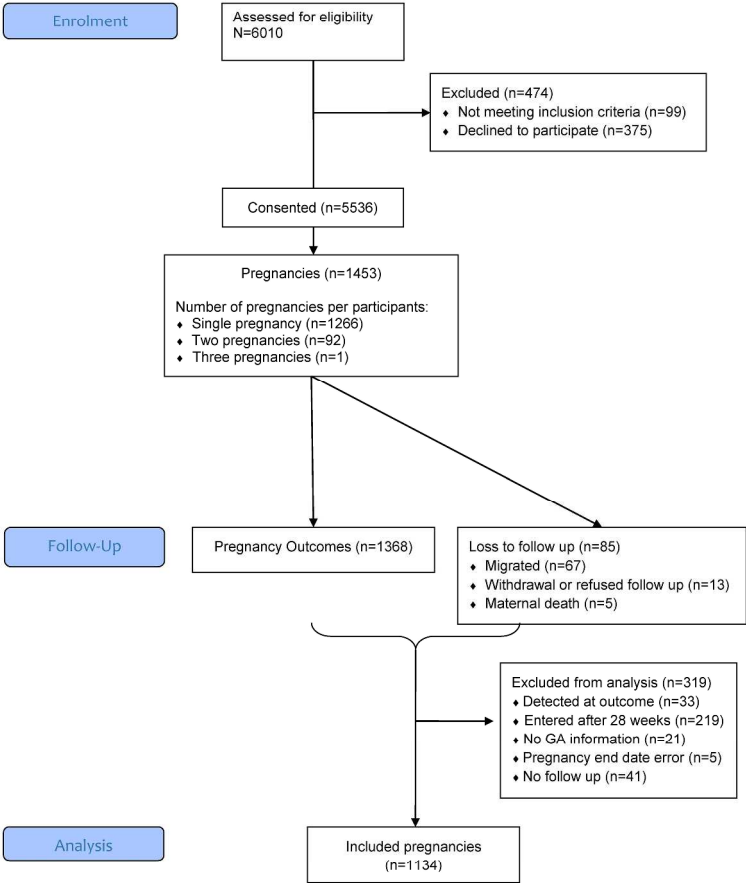 Enrolment
Assessed for eligibility
N=6010
Excluded (n=474)
♦ Not meeting inclusion criteria (n=99)
♦ Declined to participate (n=375)
Consented (n=5536)
Pregnancies (n=1453)
Number of pregnancies per participants:
♦ Single pregnancy (n=1266)
♦ Two pregnancies (n=92)
♦ Three pregnancies (n=1)
Follow-Up
Pregnancy Outcomes (n=1368)
Loss to follow up (n=85)
♦ Migrated (n=67)
♦ Withdrawal or refused follow up (n=13)
♦ Maternal death (n=5)
Excluded from analysis (n=319)
♦ Detected at outcome (n=33)
♦ Entered after 28 weeks (n=219)
♦ No GA information (n=21)
♦ Pregnancy end date error (n=5)
♦ No follow up (n=41)
Analysis
Included pregnancies
(n=1134)